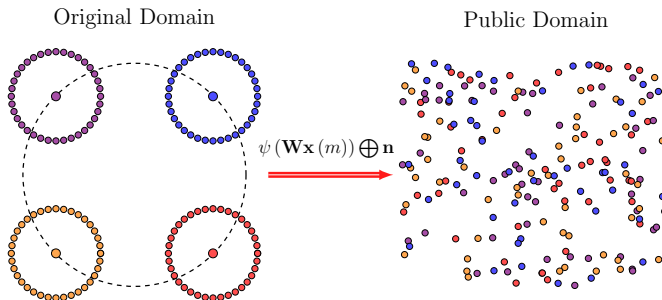 Original Domain
Public Domain
ψ (Wx (m)) ⨁ n